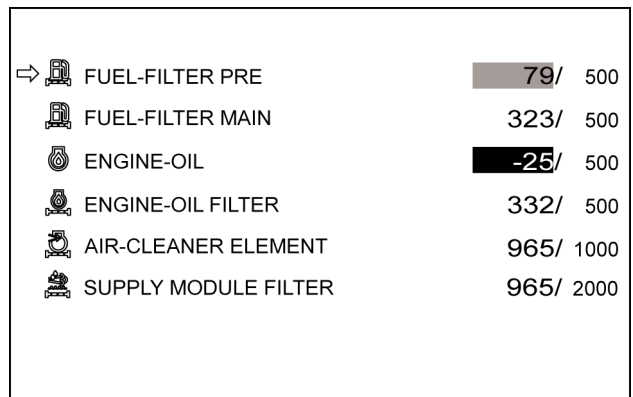 FUEL-FILTER PRE 79/ 500
FUEL-FILTER MAIN 323/ 500
ENGINE-OIL -25/ 500
ENGINE-OIL FILTER 332/ 500
AIR-CLEANER ELEMENT 965/ 1000
SUPPLY MODULE FILTER 965/ 2000